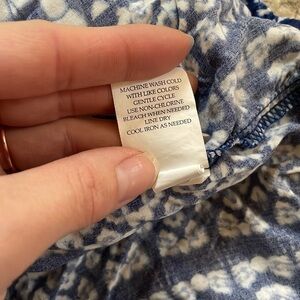 MACHINE WASH COLD
WITH LIKE COLORS
GENTLE CYCLE
USE NON-CHLORINE
BLEACH WHEN NEEDED
LINE DRY
COOL IRON AS NEEDED